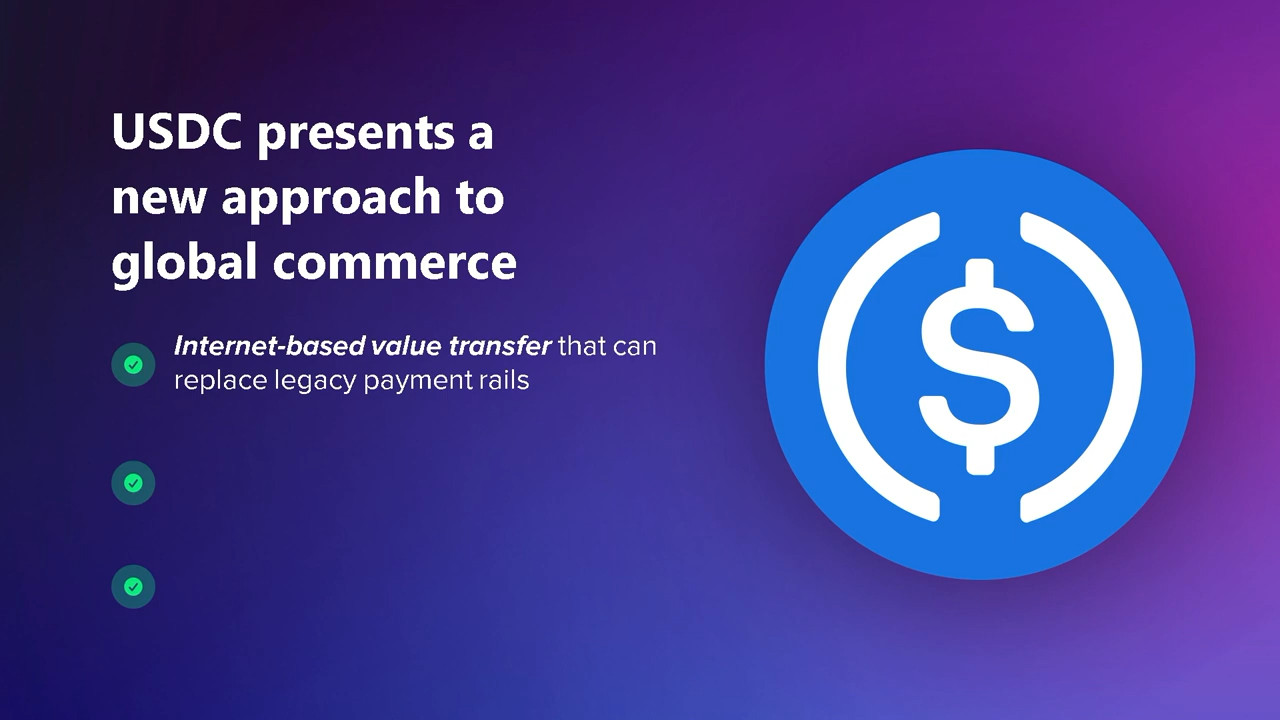 USDC presents a
new approach to
global commerce
Internet-based value transfer that can
replace legacy payment rails
$